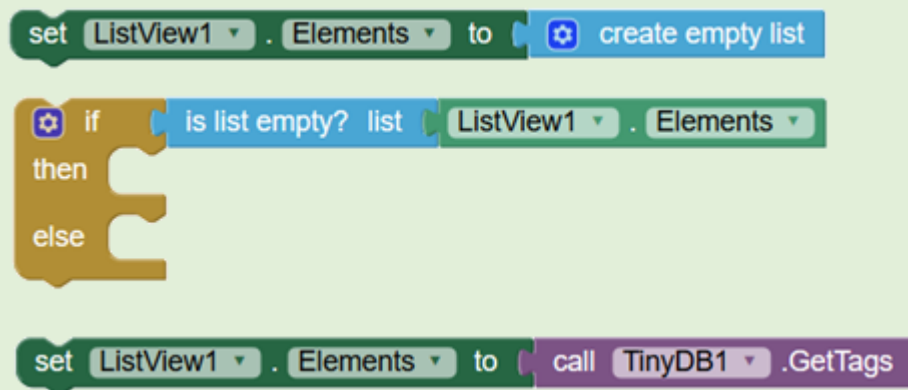 set ListView1 . Elements to create empty list
if is list empty? list ListView1 . Elements
then
else
set ListView1 . Elements to call TinyDB1 .GetTags